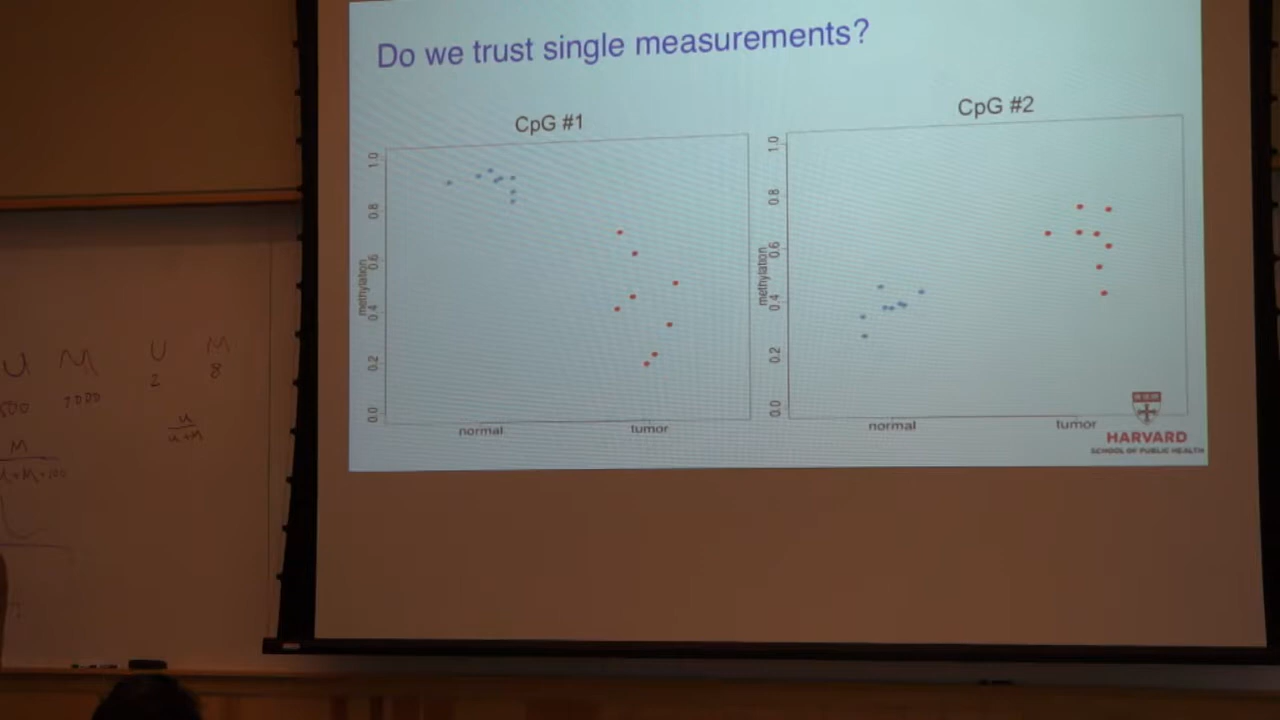 Do we trust single measurements?
CpG #1
1.0
0.8
0.6
0.4
0.2
0.0
methylation
normal tumor
CpG #2
1.0
0.8
0.6
0.4
0.2
0.0
methylation
normal tumor
HARVARD
SCHOOL OF PUBLIC HEALTH
U M
U M
2 8
M
u
u+M